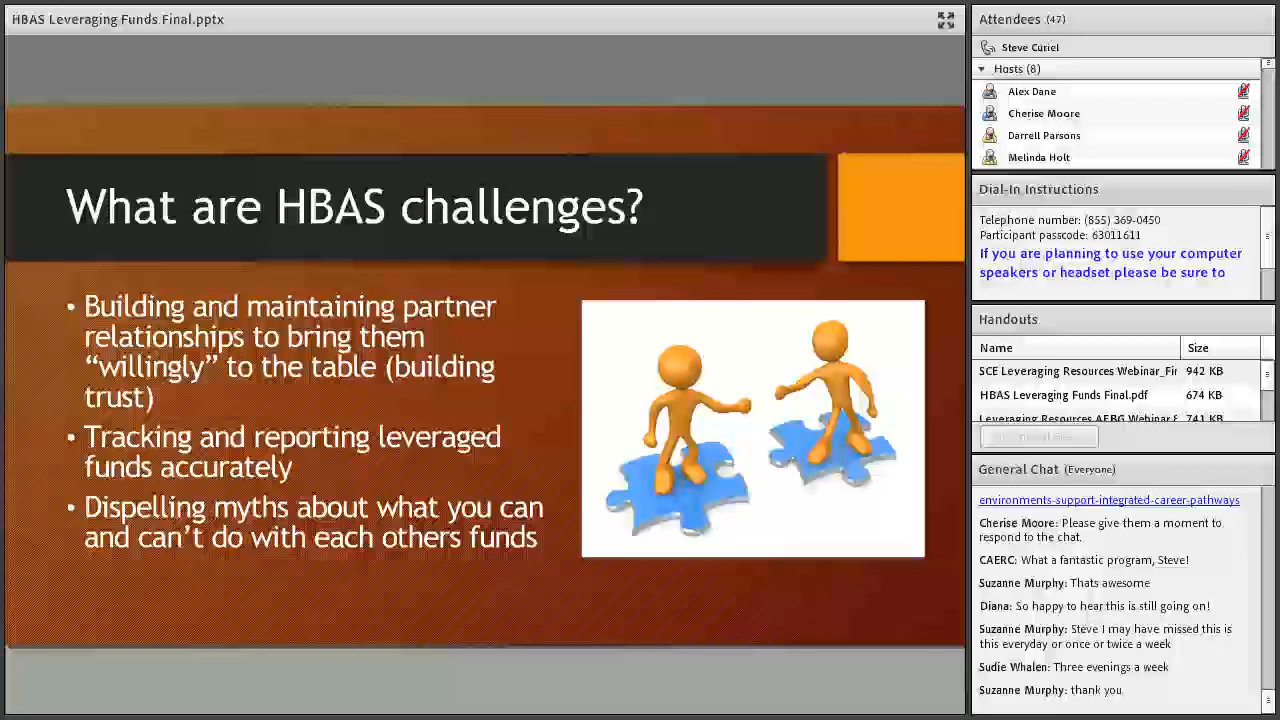 HBAS Leveraging Funds Final.pptx
What are HBAS challenges?
• Building and maintaining partner
relationships to bring them
“willingly” to the table (building
trust)
• Tracking and reporting leveraged
funds accurately
• Dispelling myths about what you can
and can’t do with each others funds
Attendees (47)
Steve Curiel
Hosts (8)
Alex Dane
Cherise Moore
Darrell Parsons
Melinda Holt
Dial-In Instructions
Telephone number: (855) 369-0450
Participant passcode: 63011611
If you are planning to use your computer
speakers or headset please be sure to
Handouts
Name Size
SCE Leveraging Resources Webinar_Fir 942 KB
HBAS Leveraging Funds Final.pdf 674 KB
Leveraging Resources AEBG Webinar 741 KB
General Chat (Everyone)
environments-support-integrated-career-pathways
Cherise Moore: Please give them a moment to
respond to the chat.
CAERC: What a fantastic program, Steve!
Suzanne Murphy: Thats awesome
Diana: So happy to hear this is still going on!
Suzanne Murphy: Steve I may have missed this is
this everyday or once or twice a week
Sudie Whalen: Three evenings a week
Suzanne Murphy: thank you